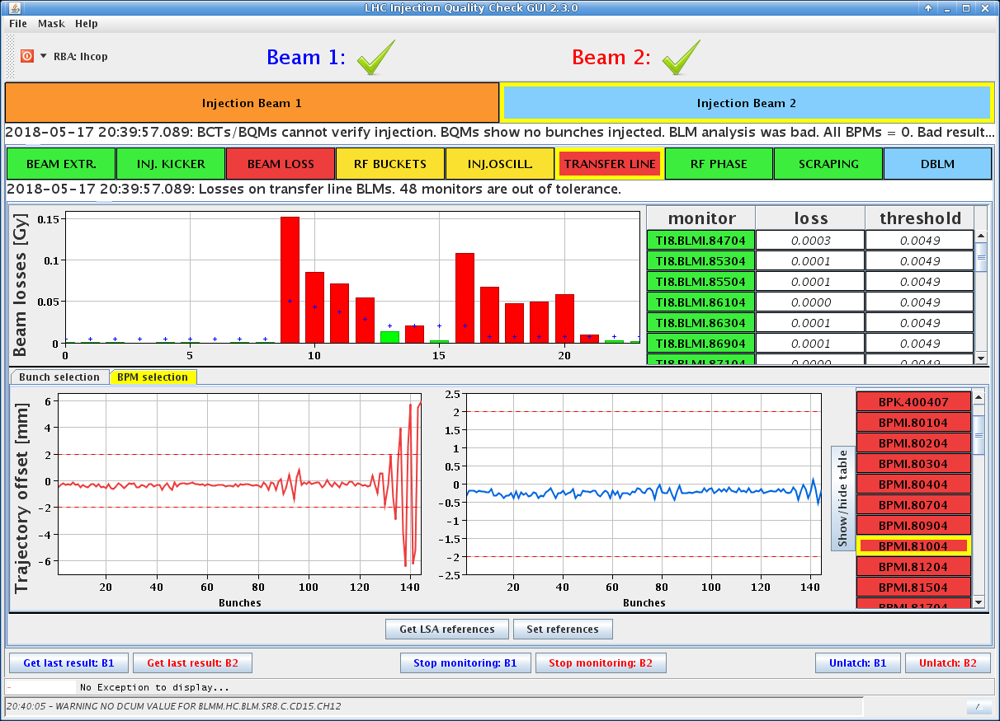 LHC Injection Quality Check GUI 2.3.0
File Mask Help
RBA: lhcop
Beam 1: Beam 2:
Injection Beam 1 Injection Beam 2
2018-05-17 20:39:57.089: BCTs/BQMs cannot verify injection. BQMs show no bunches injected. BLM analysis was bad. All BPMs = 0. Bad result...
BEAM EXTR. INJ. KICKER BEAM LOSS RF BUCKETS INJ.OSCILL. TRANSFER LINE RF PHASE SCRAPING DBLM
2018-05-17 20:39:57.089: Losses on transfer line BLMs. 48 monitors are out of tolerance.
Beam losses [Gy]
0.15
0.1
0.05
0
0 5 10 15 20
monitor loss threshold
TI8.BLMI.84704 0.0003 0.0049
TI8.BLMI.85304 0.0001 0.0049
TI8.BLMI.85504 0.0001 0.0049
TI8.BLMI.86104 0.0000 0.0049
TI8.BLMI.86304 0.0001 0.0049
TI8.BLMI.86904 0.0001 0.0049
TI8.BLMI.87104 0.0000 0.0049
Bunch selection BPM selection
Trajectory offset [mm]
6
4
2
0
-2
-4
-6
20 40 60 80 100 120 140
Bunches
2.5
2
1.5
1
0.5
0
-0.5
-1
-1.5
-2
-2.5
20 40 60 80 100 120 140
Bunches
Show/hide table
BPK.400407
BPMI.80104
BPMI.80204
BPMI.80304
BPMI.80404
BPMI.80704
BPMI.80904
BPMI.81004
BPMI.81204
BPMI.81504
BPMI.81704
Get LSA references Set references
Get last result: B1 Get last result: B2 Stop monitoring: B1 Stop monitoring: B2 Unlatch: B1 Unlatch: B2
- No Exception to display...
20:40:05 - WARNING NO DCUM VALUE FOR BLMM.HC.BLM.SR8.C.CD15.CH12